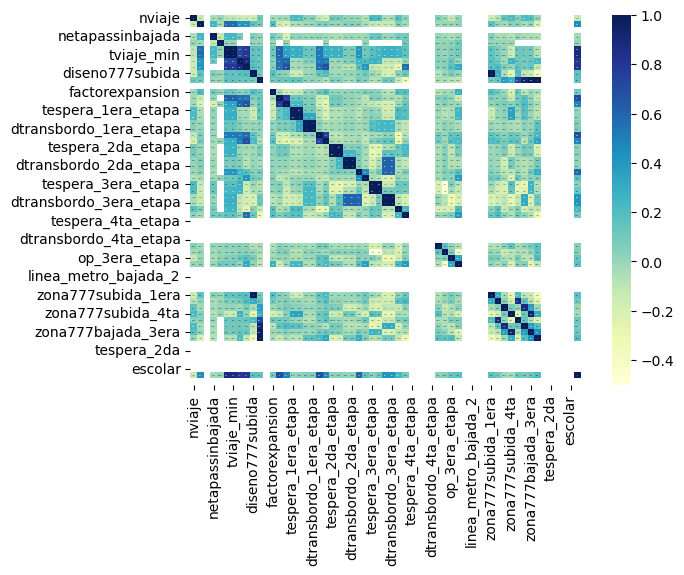 nviaje
netapassinbajada
tviaje_min
diseno777subida
factorexpansion
tespera_1era_etapa
dtransbordo_1era_etapa
tespera_2da_etapa
dtransbordo_2da_etapa
tespera_3era_etapa
dtransbordo_3era_etapa
tespera_4ta_etapa
dtransbordo_4ta_etapa
op_3era_etapa
linea_metro_bajada_2
zona777subida_1era
zona777subida_4ta
zona777bajada_3era
tespera_2da
escolar
nviaje
netapassinbajada
tviaje_min
diseno777subida
factorexpansion
tespera_1era_etapa
dtransbordo_1era_etapa
tespera_2da_etapa
dtransbordo_2da_etapa
tespera_3era_etapa
dtransbordo_3era_etapa
tespera_4ta_etapa
dtransbordo_4ta_etapa
op_3era_etapa
linea_metro_bajada_2
zona777subida_1era
zona777subida_4ta
zona777bajada_3era
tespera_2da
escolar
1.0
0.8
0.6
0.4
0.2
0.0
−0.2
−0.4